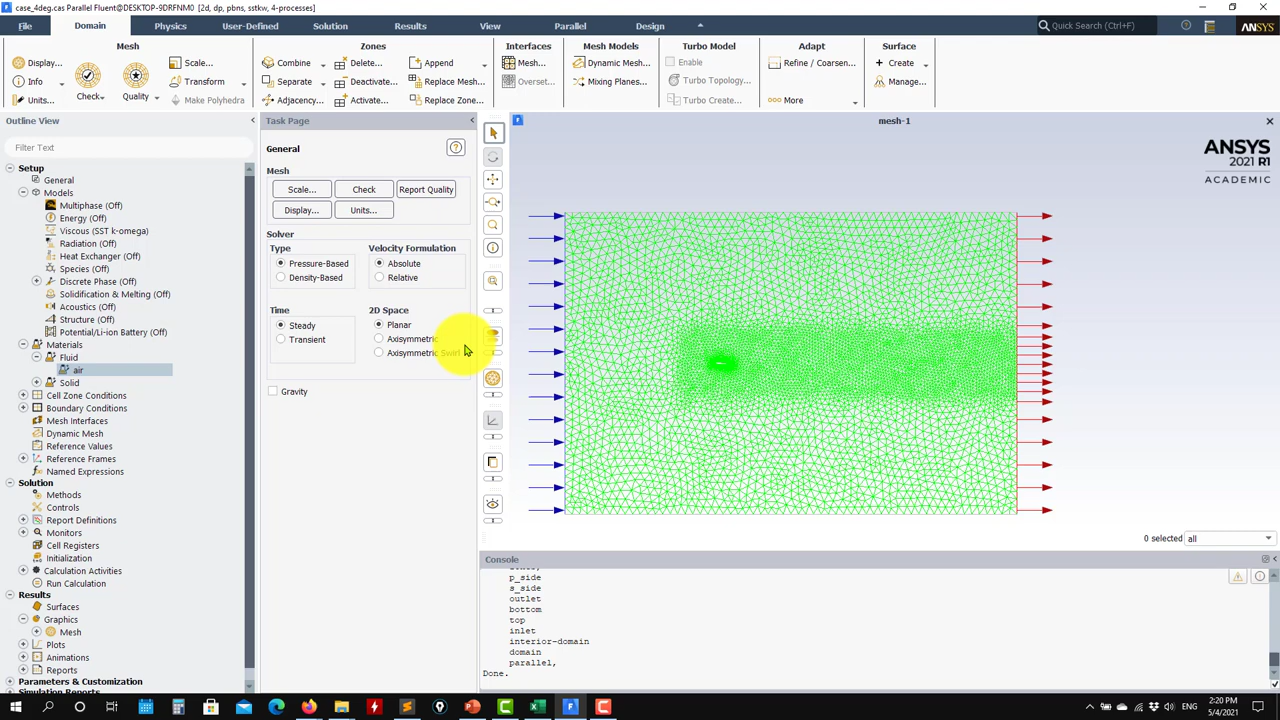 case_4deg.cas Parallel Fluent@DESKTOP-9DRFNM0 [2d, dp, pbns, sstkw, 4-processes]
File Domain Physics User-Defined Solution Results View Parallel Design Quick Search (Ctrl+F) ANSYS
Mesh Zones Interfaces Mesh Models Turbo Model Adapt Surface
Display... Scale... Combine Delete... Append Mesh... Dynamic Mesh... Enable Refine / Coarsen... Create
Info Transform Separate Deactivate... Replace Mesh... Overset... Mixing Planes... Turbo Topology... Manage...
Units... Check Quality Make Polyhedra Adjacency... Activate... Replace Zone... Turbo Create... More
Outline View
Filter Text
Setup
General
Models
Multiphase (Off)
Energy (Off)
Viscous (SST k-omega)
Radiation (Off)
Heat Exchanger (Off)
Species (Off)
Discrete Phase (Off)
Solidification & Melting (Off)
Acoustics (Off)
Structure (Off)
Potential/Li-ion Battery (Off)
Materials
Fluid
air
Solid
Cell Zone Conditions
Boundary Conditions
Mesh Interfaces
Dynamic Mesh
Reference Values
Reference Frames
Named Expressions
Solution
Methods
Controls
Report Definitions
Monitors
Cell Registers
Initialization
Calculation Activities
Run Calculation
Results
Surfaces
Graphics
Mesh
Plots
Animations
Reports
Parameters & Customization
Simulation Reports
Task Page
General
Mesh
Scale... Check Report Quality
Display... Units...
Solver
Type Velocity Formulation
Pressure-Based Absolute
Density-Based Relative
Time 2D Space
Steady Planar
Transient Axisymmetric
Axisymmetric Swirl
Gravity
mesh-1
ANSYS
2021 R1
ACADEMIC
0 selected all
Console
p_side
s_side
outlet
bottom
top
inlet
interior-domain
domain
parallel,
Done.
ENG
2:20 PM
5/4/2021